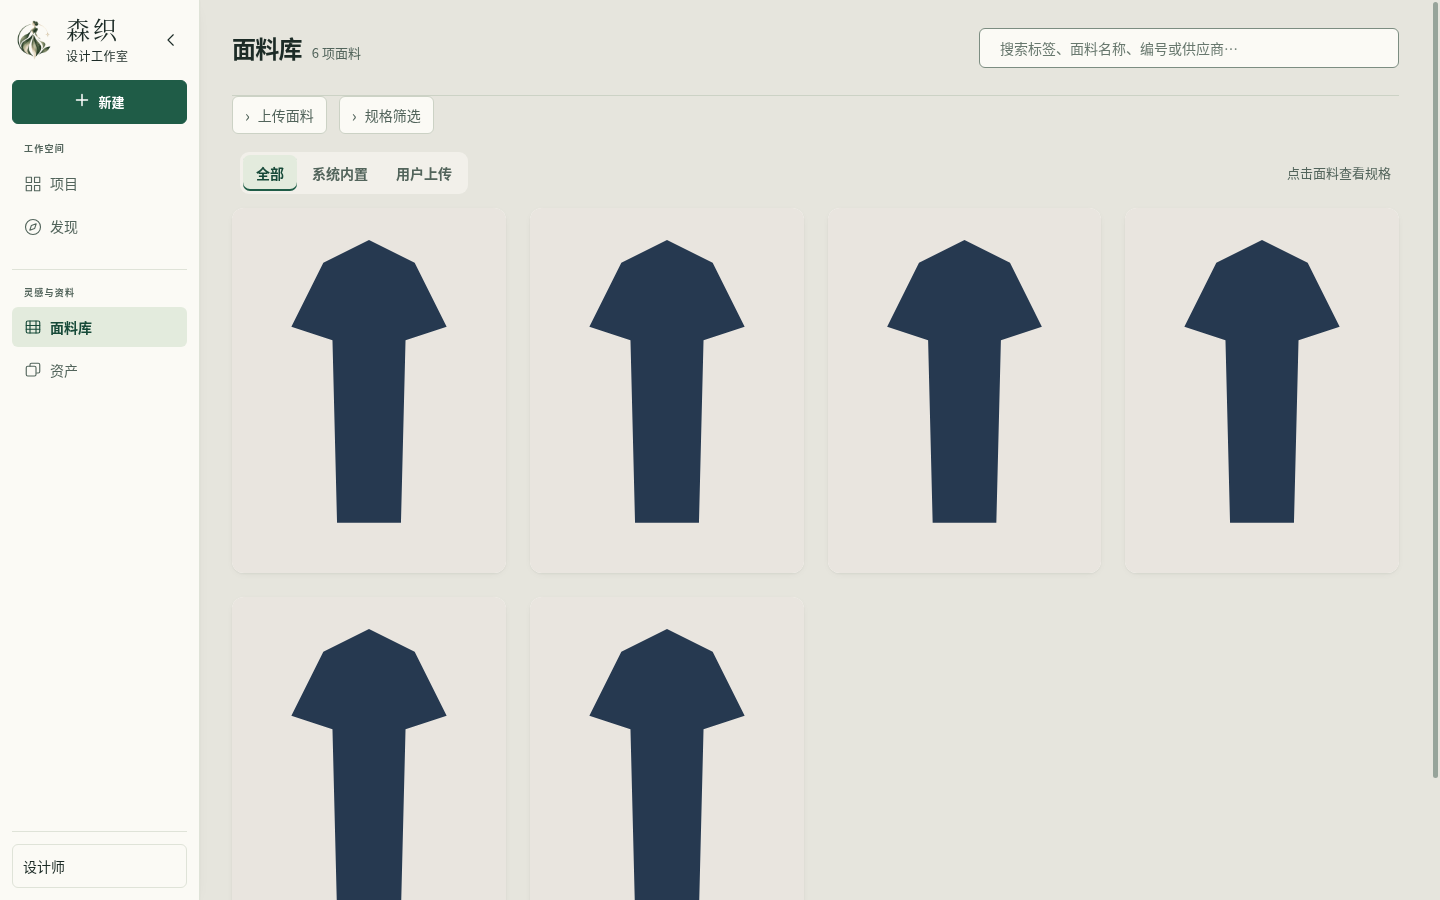 森织
设计工作室
新建
工作空间
项目
发现
灵感与资料
面料库
资产
设计师
面料库 6 项面料
搜索标签、面料名称、编号或供应商…
› 上传面料
› 规格筛选
全部 系统内置 用户上传
点击面料查看规格